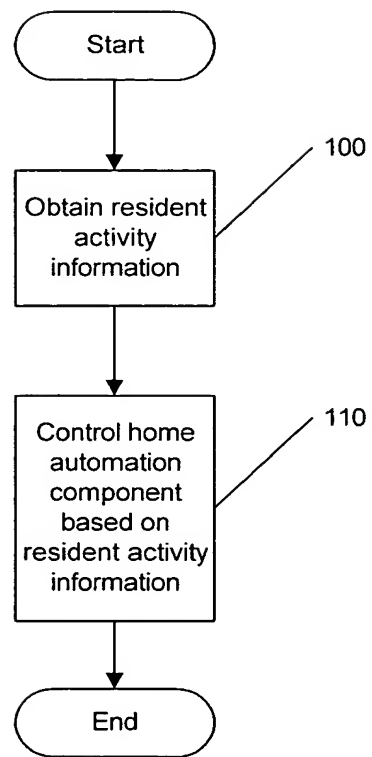 Start
100
Obtain resident
activity
information
110
Control home
automation
component
based on
resident activity
information
End